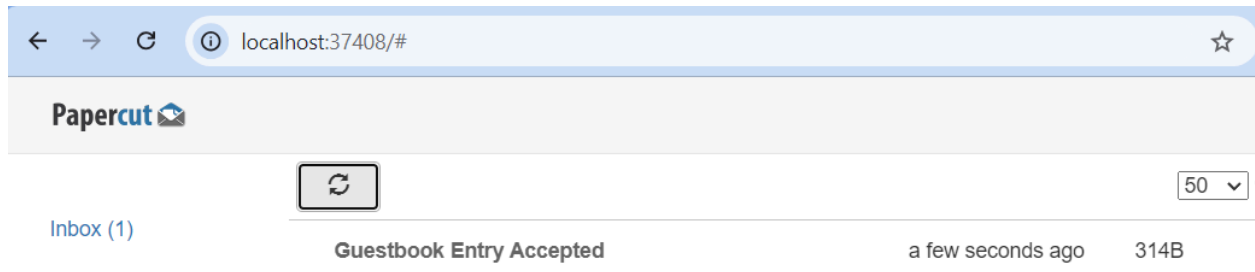 localhost:37408/#
Papercut
50
Inbox (1)
Guestbook Entry Accepted a few seconds ago 314B